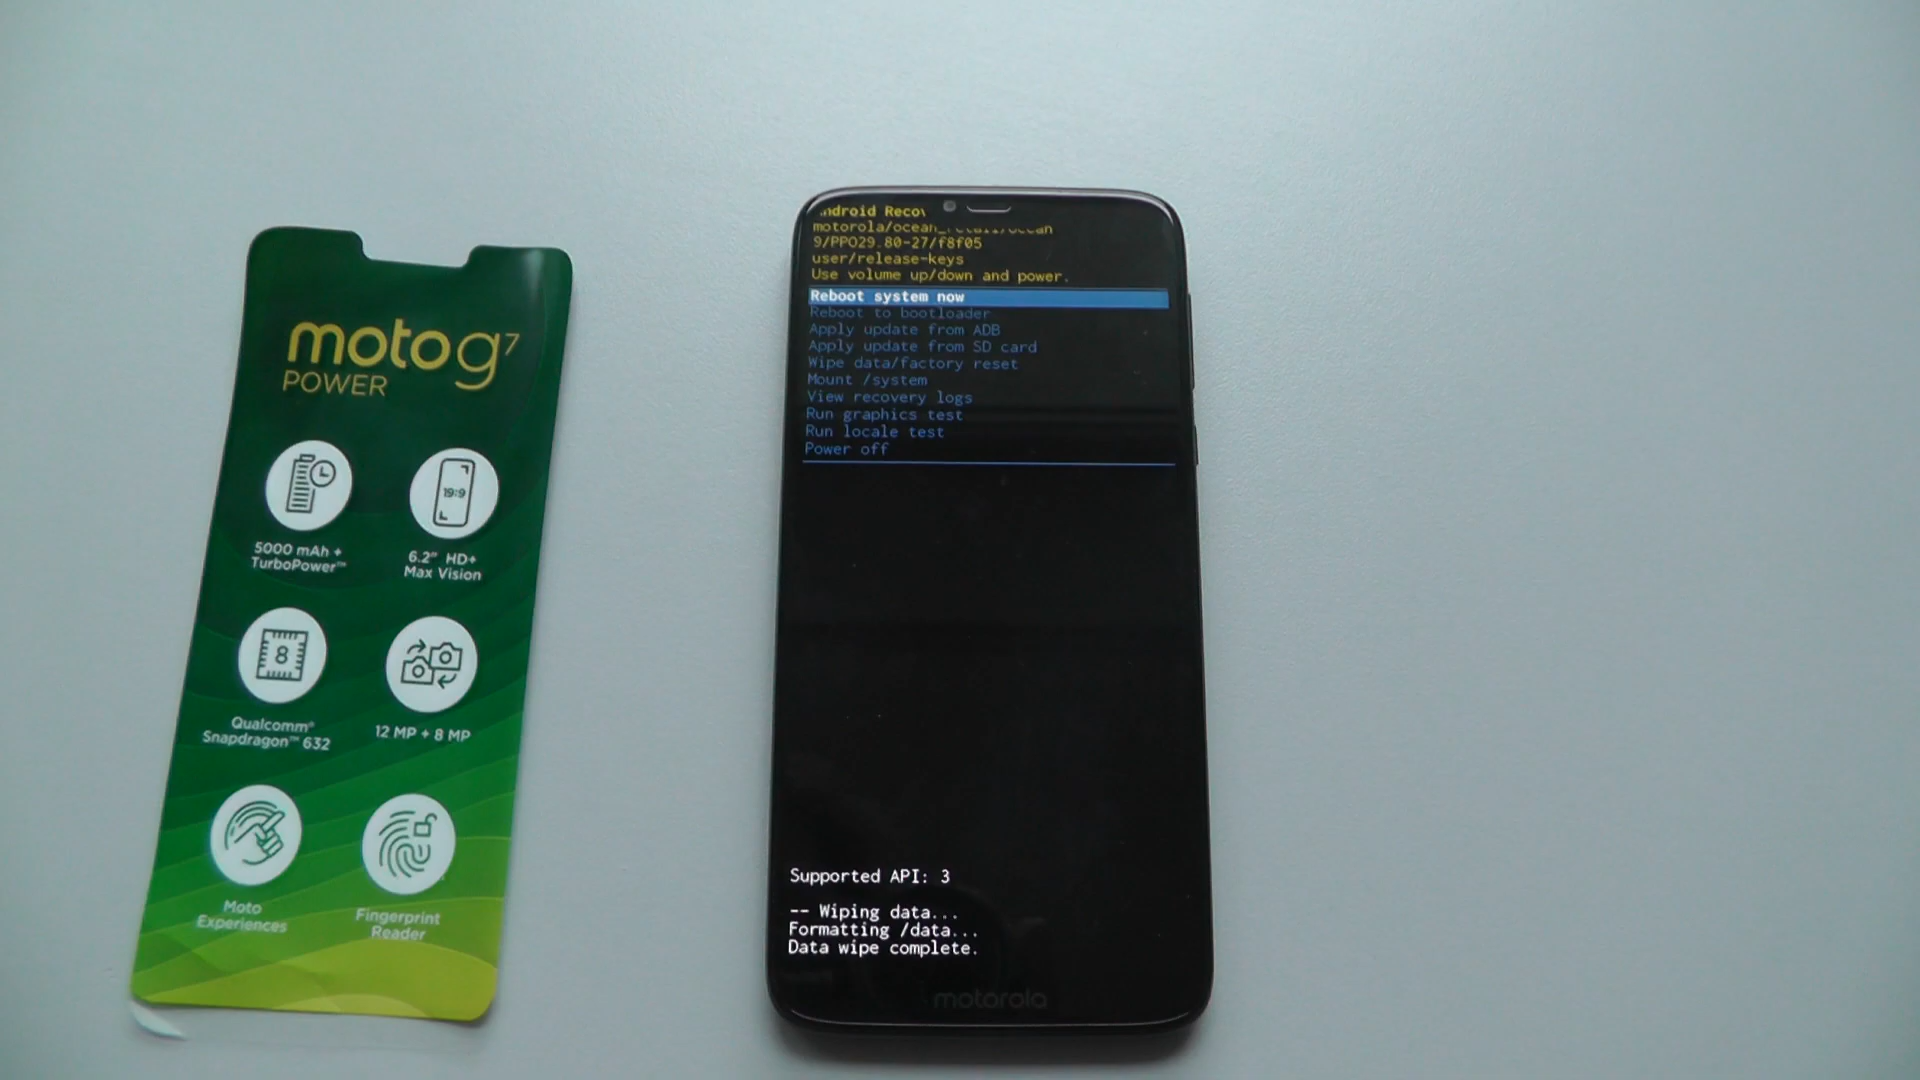 moto g7
POWER
19:9
5000 mAh +
TurboPower™
6.2" HD+
Max Vision
8
Qualcomm®
Snapdragon™ 632
12 MP + 8 MP
Moto
Experiences
Fingerprint
Reader
ndroid Reco
motorola/ocean_retail/ocean
9/PPO29.80-27/f8f05
user/release-keys
Use volume up/down and power.
Reboot system now
Reboot to bootloader
Apply update from ADB
Apply update from SD card
Wipe data/factory reset
Mount /system
View recovery logs
Run graphics test
Run locale test
Power off
Supported API: 3
-- Wiping data...
Formatting /data...
Data wipe complete.
motorola